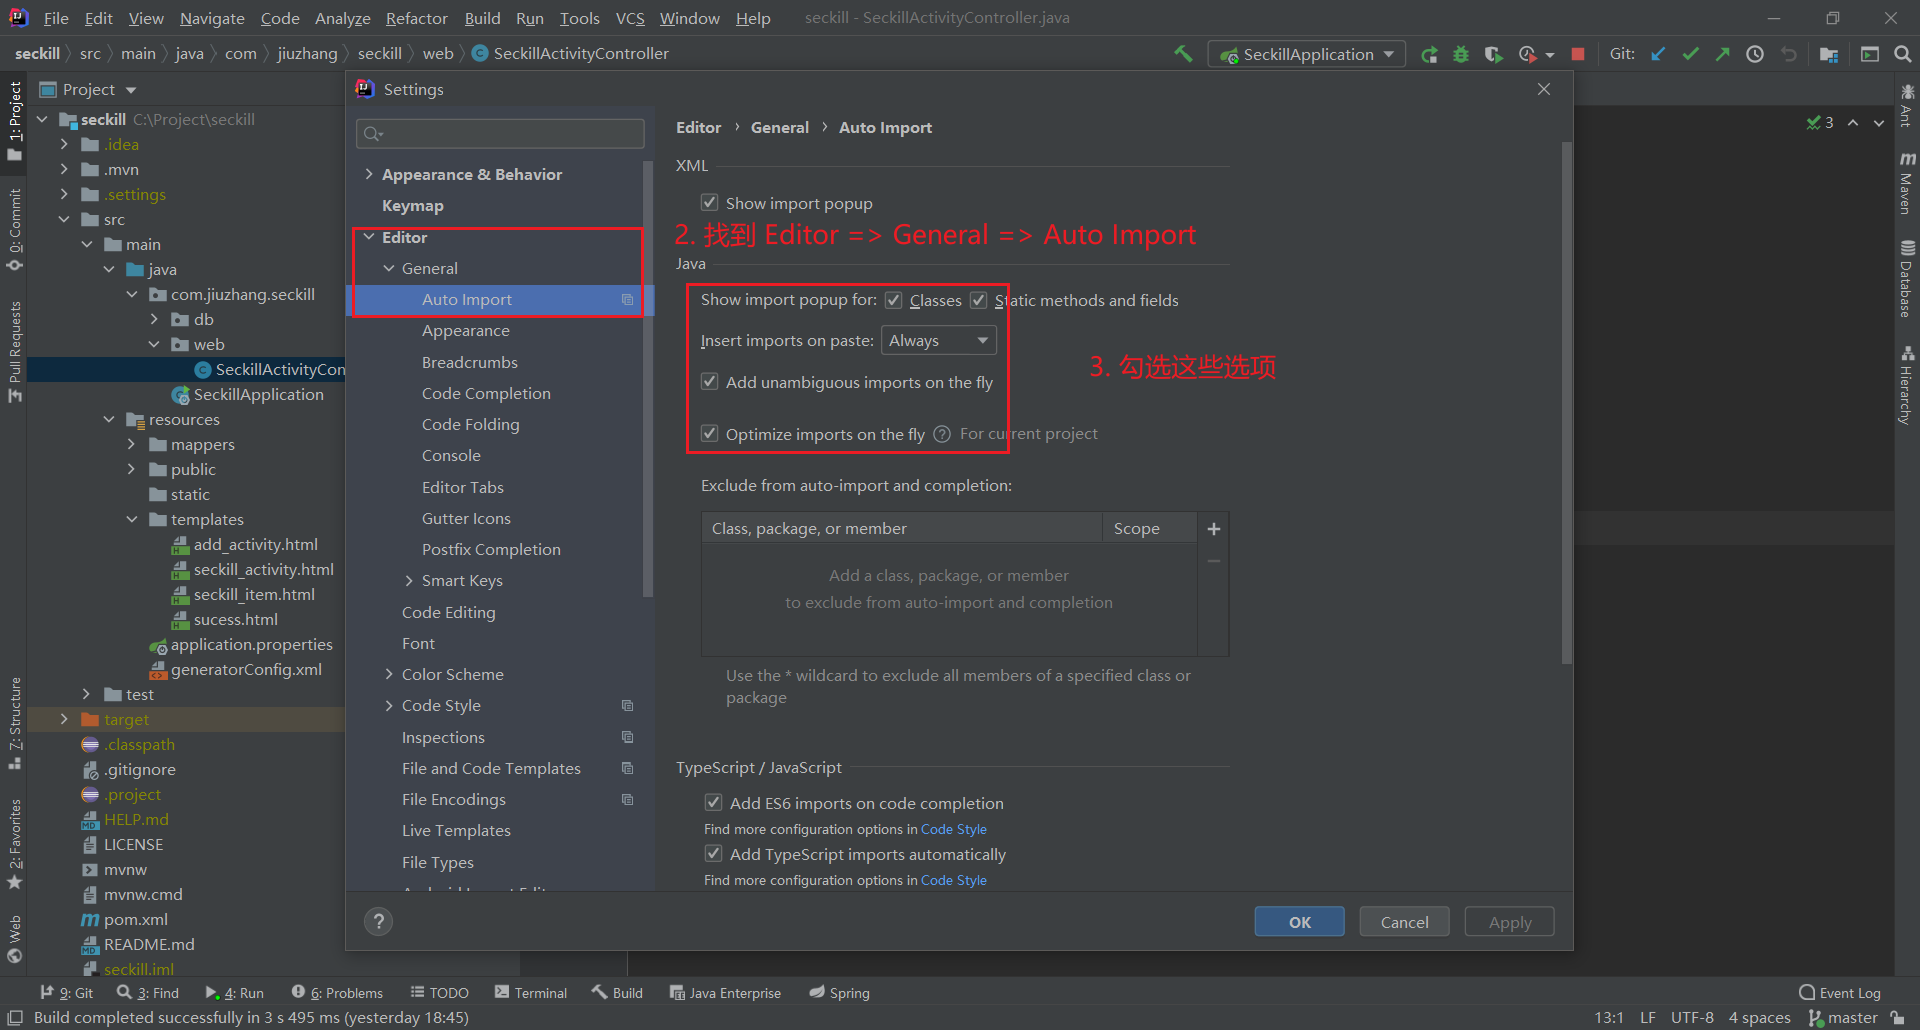 File Edit View Navigate Code Analyze Refactor Build Run Tools VCS Window Help seckill - SeckillActivityController.java
seckill src main java com jiuzhang seckill web SeckillActivityController
SeckillApplication
Git:
1: Project
0: Commit
Pull Requests
7: Structure
2: Favorites
Web
Project
seckill C:\Project\seckill
.idea
.mvn
.settings
src
main
java
com.jiuzhang.seckill
db
web
SeckillActivityCon
SeckillApplication
resources
mappers
public
static
templates
add_activity.html
seckill_activity.html
seckill_item.html
sucess.html
application.properties
generatorConfig.xml
test
target
.classpath
.gitignore
.project
HELP.md
LICENSE
mvnw
mvnw.cmd
pom.xml
README.md
seckill.iml
Settings
Appearance & Behavior
Keymap
Editor
General
Auto Import
Appearance
Breadcrumbs
Code Completion
Code Folding
Console
Editor Tabs
Gutter Icons
Postfix Completion
Smart Keys
Code Editing
Font
Color Scheme
Code Style
Inspections
File and Code Templates
File Encodings
Live Templates
File Types
Editor › General › Auto Import
XML
Show import popup
2. 找到 Editor => General => Auto Import
Java
Show import popup for: Classes Static methods and fields
Insert imports on paste: Always
3. 勾选这些选项
Add unambiguous imports on the fly
Optimize imports on the fly ? For current project
Exclude from auto-import and completion:
Class, package, or member Scope
Add a class, package, or member
to exclude from auto-import and completion
Use the * wildcard to exclude all members of a specified class or
package
TypeScript / JavaScript
Add ES6 imports on code completion
Find more configuration options in Code Style
Add TypeScript imports automatically
Find more configuration options in Code Style
? OK Cancel Apply
3
Ant
Maven
Database
Hierarchy
9: Git 3: Find 4: Run 6: Problems TODO Terminal Build Java Enterprise Spring Event Log
Build completed successfully in 3 s 495 ms (yesterday 18:45) 13:1 LF UTF-8 4 spaces master